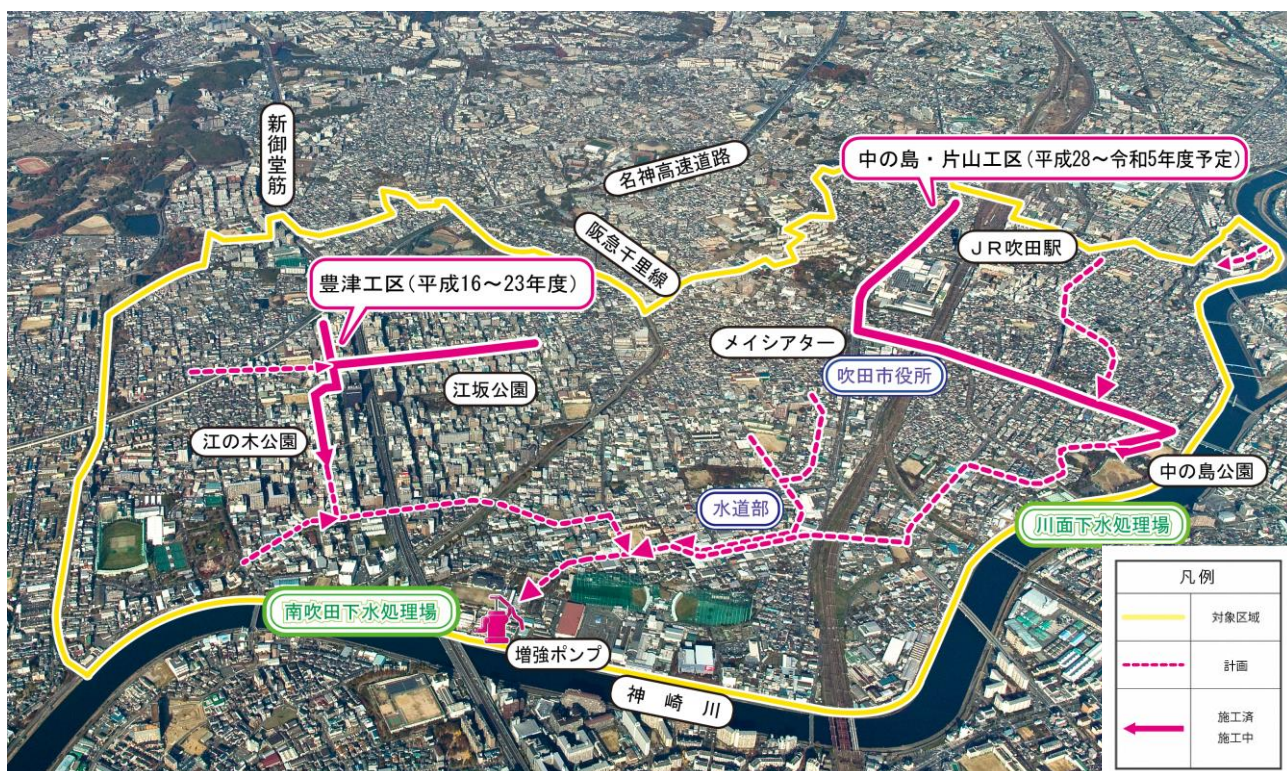 新御堂筋
名神高速道路
中の島・片山工区(平成28～令和5年度予定)
阪急千里線
JR吹田駅
豊津工区(平成16～23年度)
メイシアター
吹田市役所
江坂公園
江の木公園
中の島公園
水道部
川面下水処理場
南吹田下水処理場
増強ポンプ
神崎川
凡例
対象区域
計画
施工済
施工中